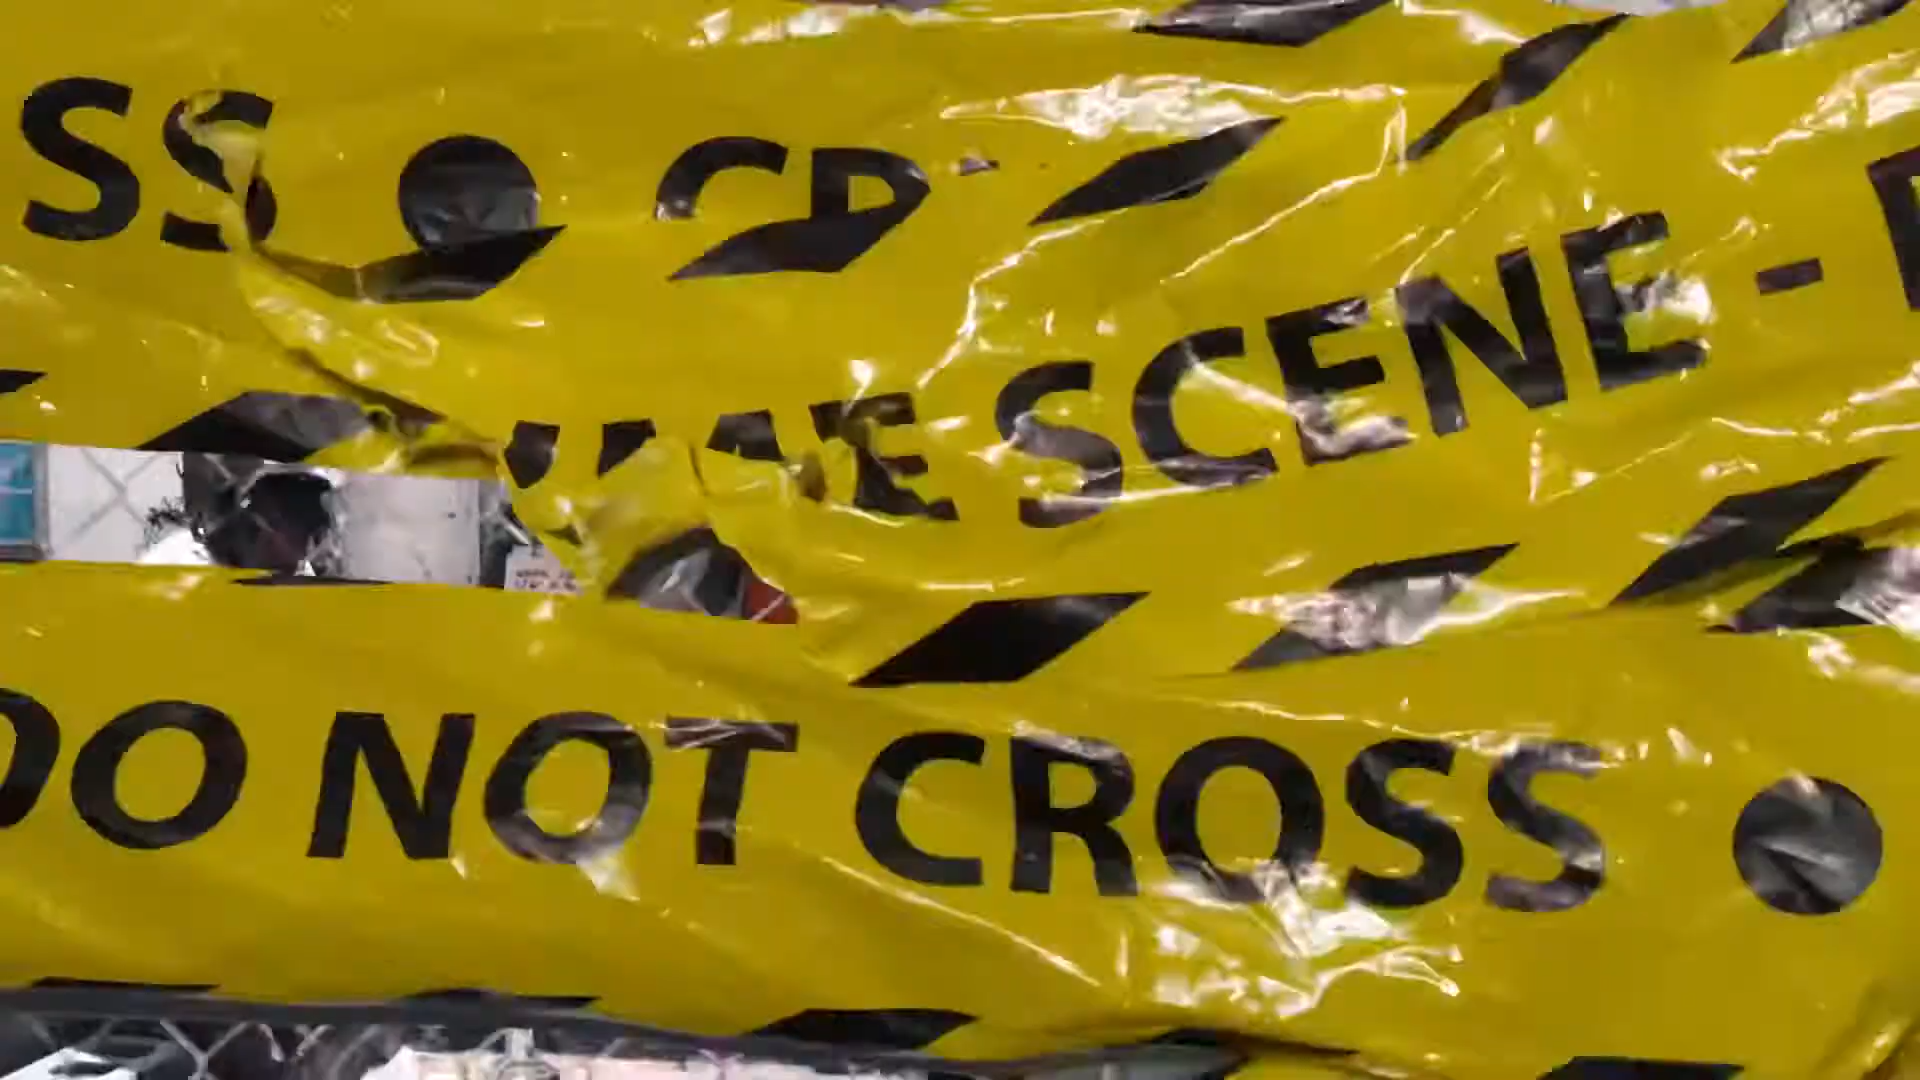 SS ●
SCENE -
DO NOT CROSS ●